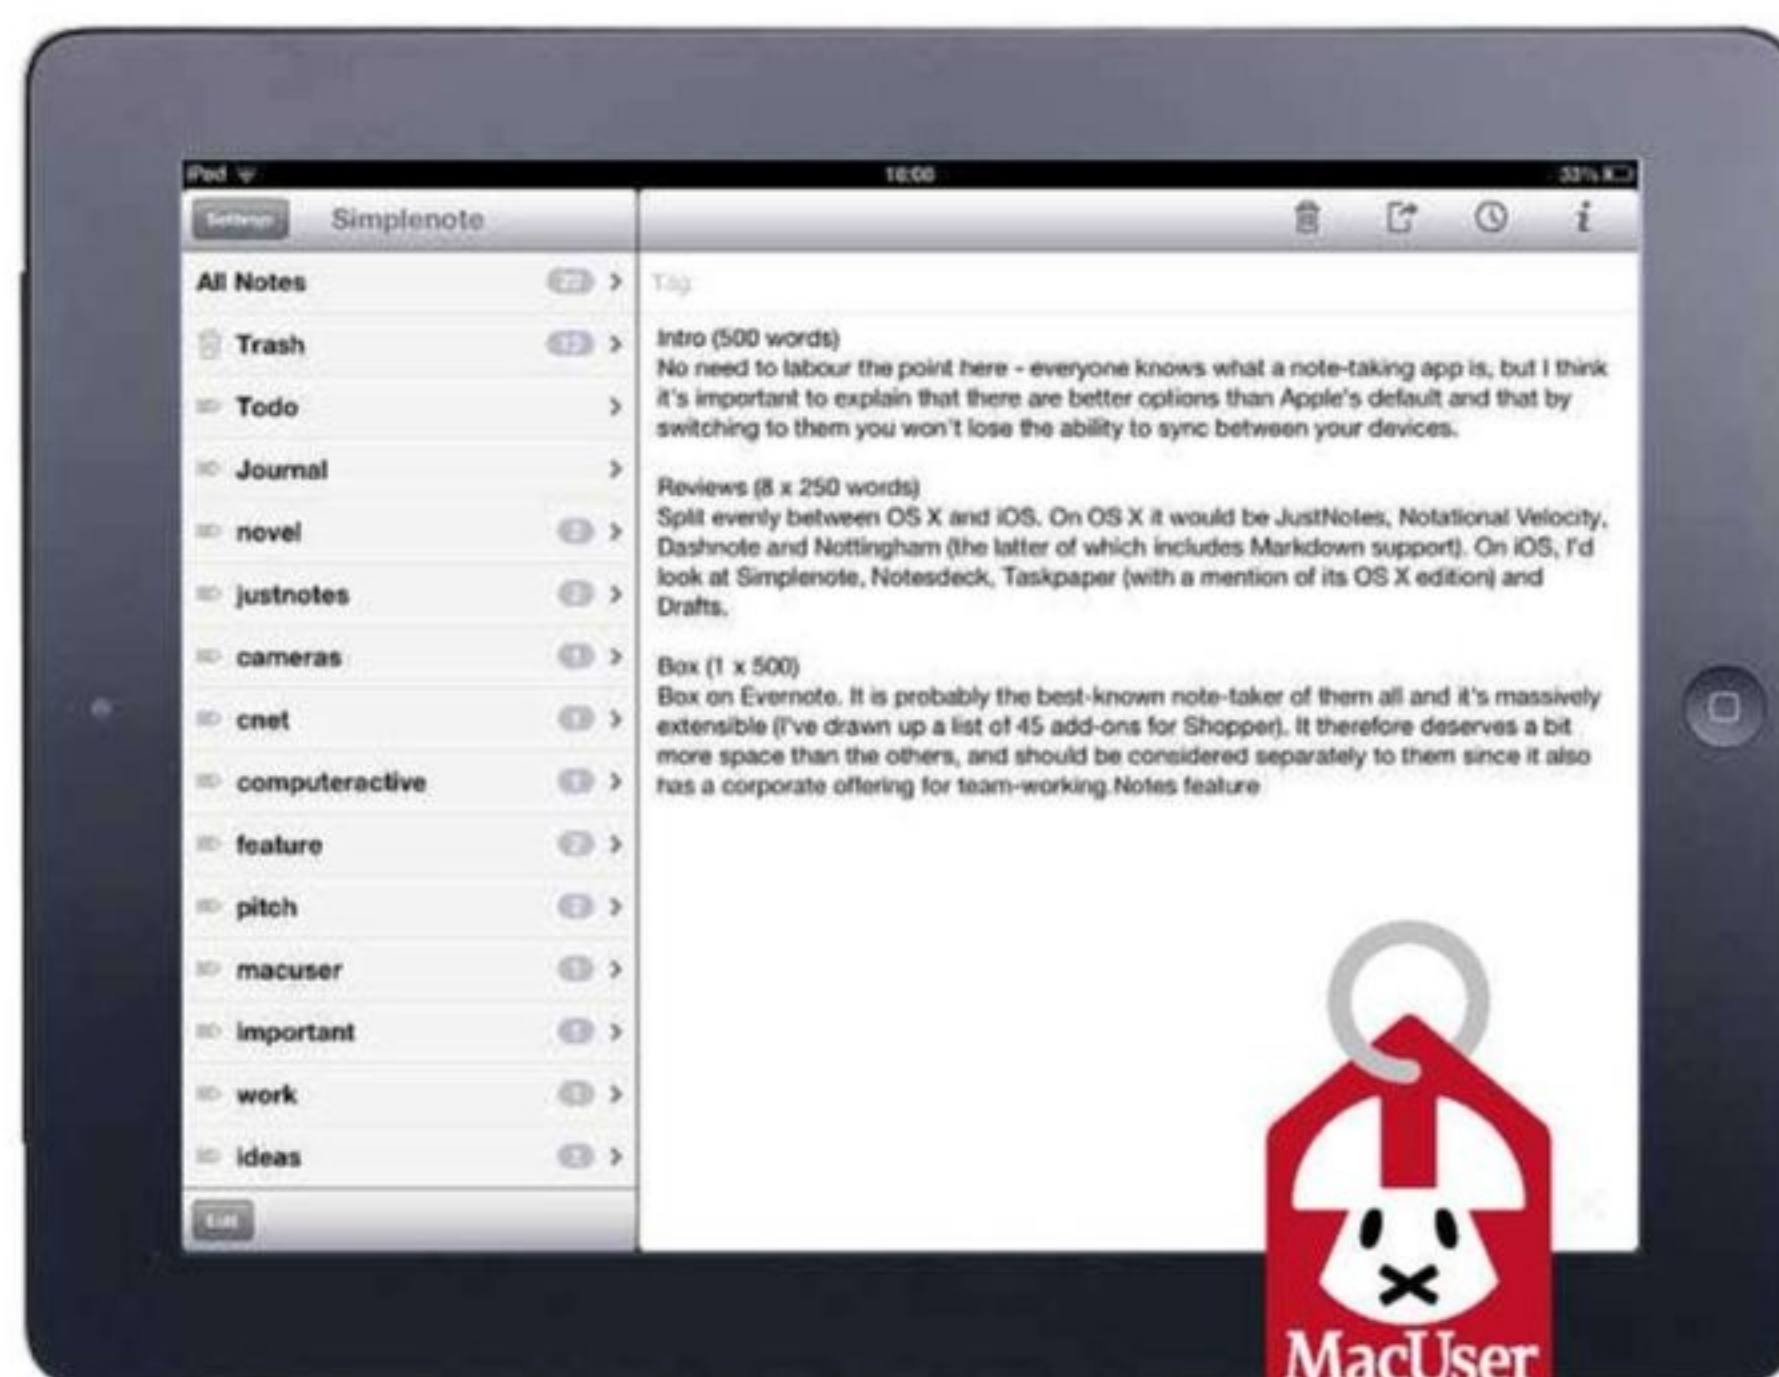 iPad
Simplenote
All Notes
Trash
Todo
Journal
novel
justnotes
cameras
cnet
computeractive
feature
pitch
macuser
important
work
ideas
Edit
Tag
Intro (500 words)
No need to labour the point here - everyone knows what a note-taking app is, but I think
it's important to explain that there are better options than Apple's default and that by
switching to them you won't lose the ability to sync between your devices.
Reviews (8 x 250 words)
Split evenly between OS X and iOS. On OS X it would be JustNotes, Notational Velocity,
Dashnote and Nottingham (the latter of which includes Markdown support). On iOS, I'd
look at Simplenote, Notesdeck, Taskpaper (with a mention of its OS X edition) and
Drafts.
Box (1 x 500)
Box on Evernote. It is probably the best-known note-taker of them all and it's massively
extensible (I've drawn up a list of 45 add-ons for Shopper). It therefore deserves a bit
more space than the others, and should be considered separately to them since it also
has a corporate offering for team-working.Notes feature
MacUser